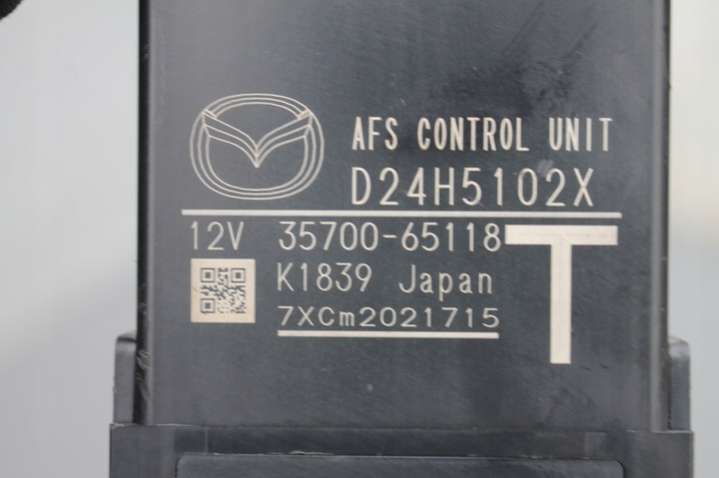 AFS CONTROL UNIT
D24H5102X
12V 35700-65118
T
K1839 Japan
7XCm2021715